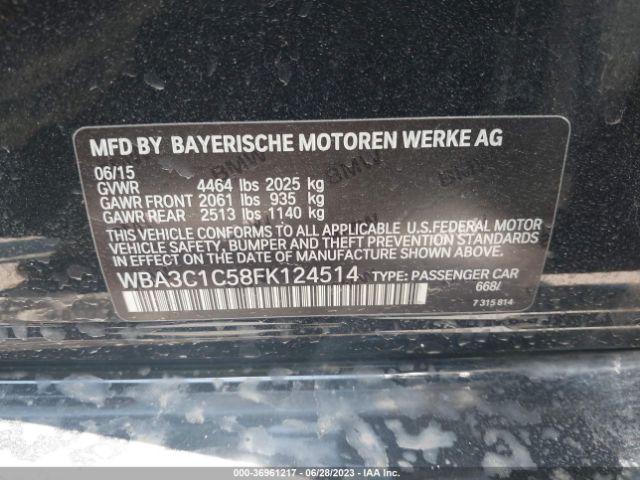 MFD BY BAYERISCHE MOTOREN WERKE AG
06/15
GVWR 4464 lbs 2025 kg
GAWR FRONT 2061 lbs 935 kg
GAWR REAR 2513 lbs 1140 kg
THIS VEHICLE CONFORMS TO ALL APPLICABLE U.S.FEDERAL MOTOR
VEHICLE SAFETY, BUMPER AND THEFT PREVENTION STANDARDS
IN EFFECT ON THE DATE OF MANUFACTURE SHOWN ABOVE.
WBA3C1C58FK124514 TYPE: PASSENGER CAR
668/
7 315 814
BMW
BMW
000-36961217 - 06/28/2023 - IAA Inc.